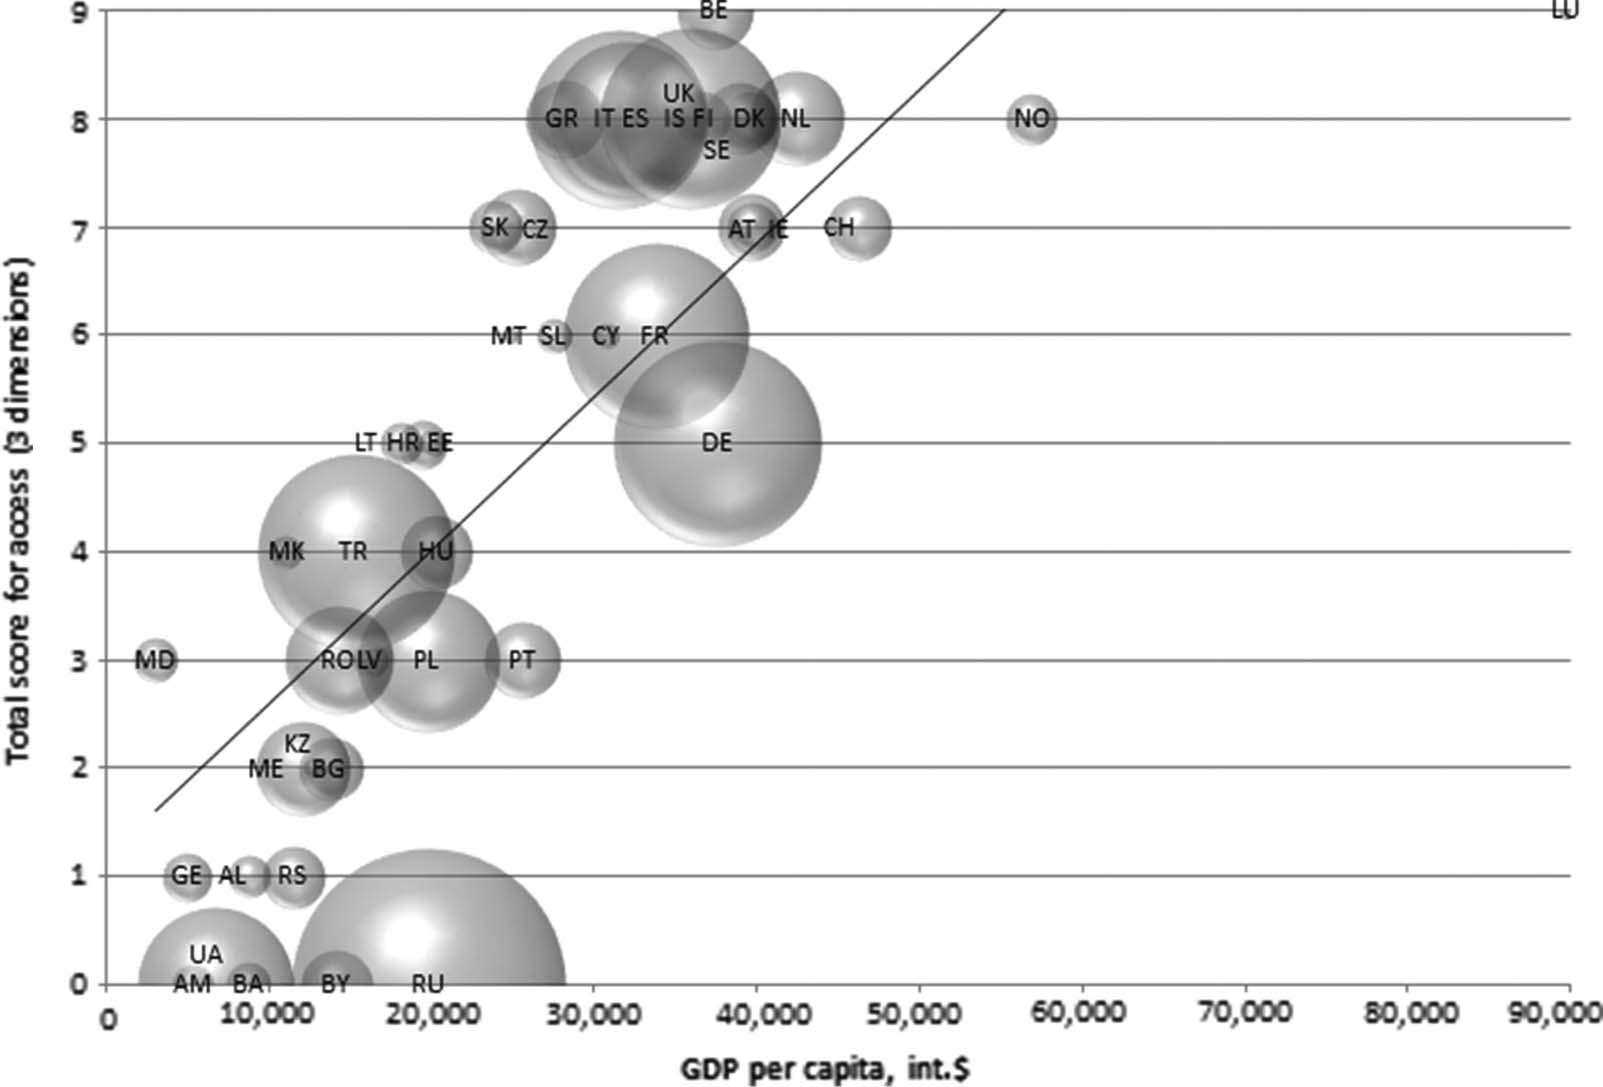 9 BE LU
UK
8 GR IT ES IS FI DK NL NO
SE
7 SK CZ AT IE CH
6 MT SL CY FR
5 LT HR EE DE
4 MK TR HU
3 MD RO LV PL PT
KZ
2 ME BG
1 GE AL RS
UA
0 AM BA BY RU
0 10,000 20,000 30,000 40,000 50,000 60,000 70,000 80,000 90,000
GDP per capita, int.$
Total score for access (3 dimensions)